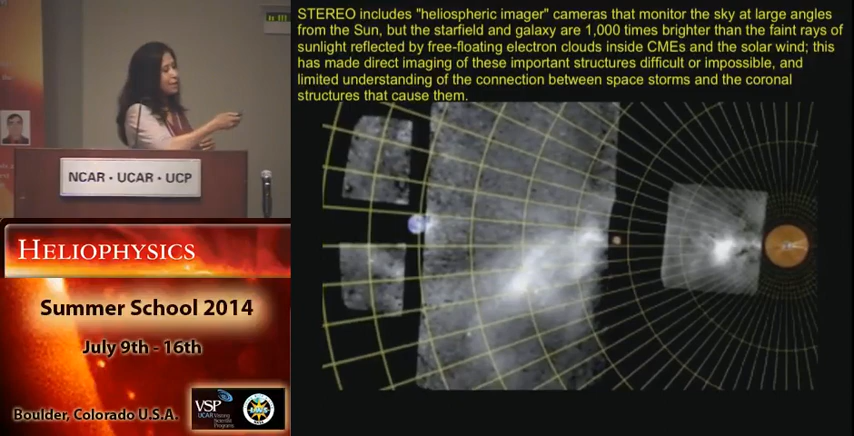 STEREO includes "heliospheric imager" cameras that monitor the sky at large angles
from the Sun, but the starfield and galaxy are 1,000 times brighter than the faint rays of
sunlight reflected by free-floating electron clouds inside CMEs and the solar wind; this
has made direct imaging of these important structures difficult or impossible, and
limited understanding of the connection between space storms and the coronal
structures that cause them.
NCAR • UCAR • UCP
HELIOPHYSICS
Summer School 2014
July 9th - 16th
Boulder, Colorado U.S.A.
VSP
UCAR Visiting
Scientist
Programs